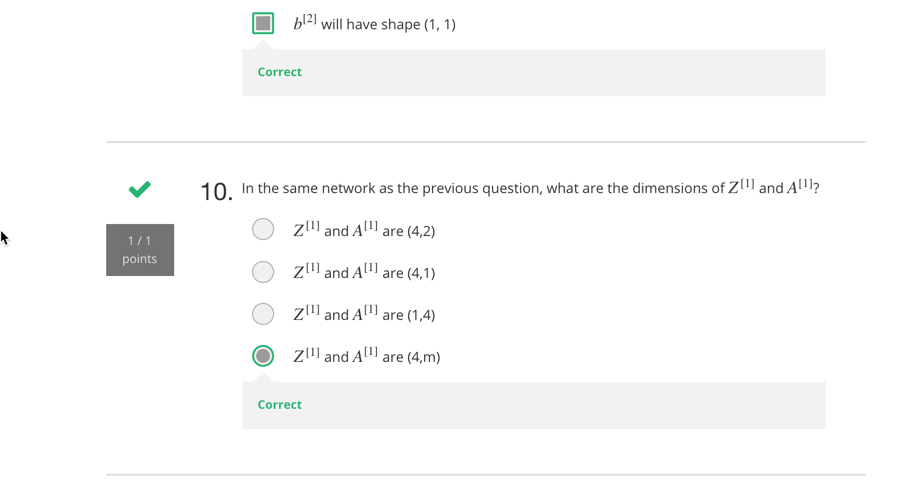 b[2] will have shape (1, 1)
Correct
10. In the same network as the previous question, what are the dimensions of Z[1] and A[1]?
1 / 1
points
Z[1] and A[1] are (4,2)
Z[1] and A[1] are (4,1)
Z[1] and A[1] are (1,4)
Z[1] and A[1] are (4,m)
Correct